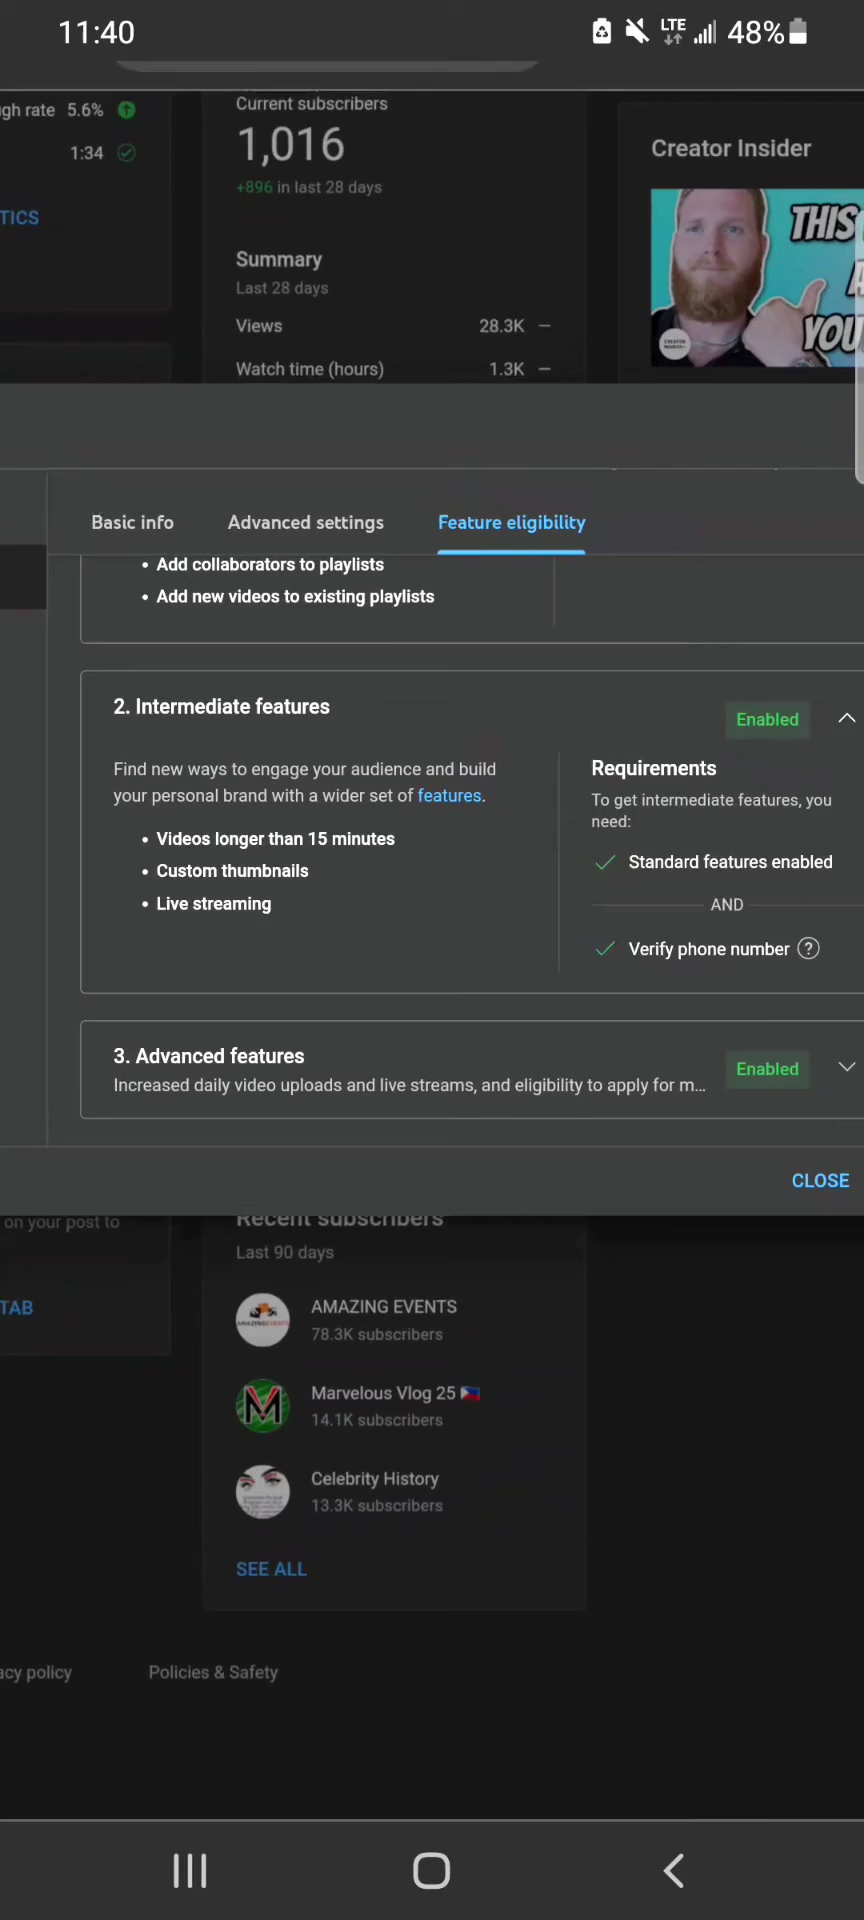 11:40
LTE
48%
gh rate 5.6%
1:34
TICS
Current subscribers
1,016
+896 in last 28 days
Summary
Last 28 days
Views 28.3K —
Watch time (hours) 1.3K —
Creator Insider
THIS
YOU
Basic info Advanced settings Feature eligibility
• Add collaborators to playlists
• Add new videos to existing playlists
2. Intermediate features
Enabled
Find new ways to engage your audience and build
your personal brand with a wider set of features.
• Videos longer than 15 minutes
• Custom thumbnails
• Live streaming
Requirements
To get intermediate features, you
need:
Standard features enabled
AND
Verify phone number ?
3. Advanced features
Increased daily video uploads and live streams, and eligibility to apply for m...
Enabled
CLOSE
on your post to
TAB
Recent subscribers
Last 90 days
AMAZING EVENTS
78.3K subscribers
Marvelous Vlog 25
14.1K subscribers
Celebrity History
13.3K subscribers
SEE ALL
acy policy Policies & Safety